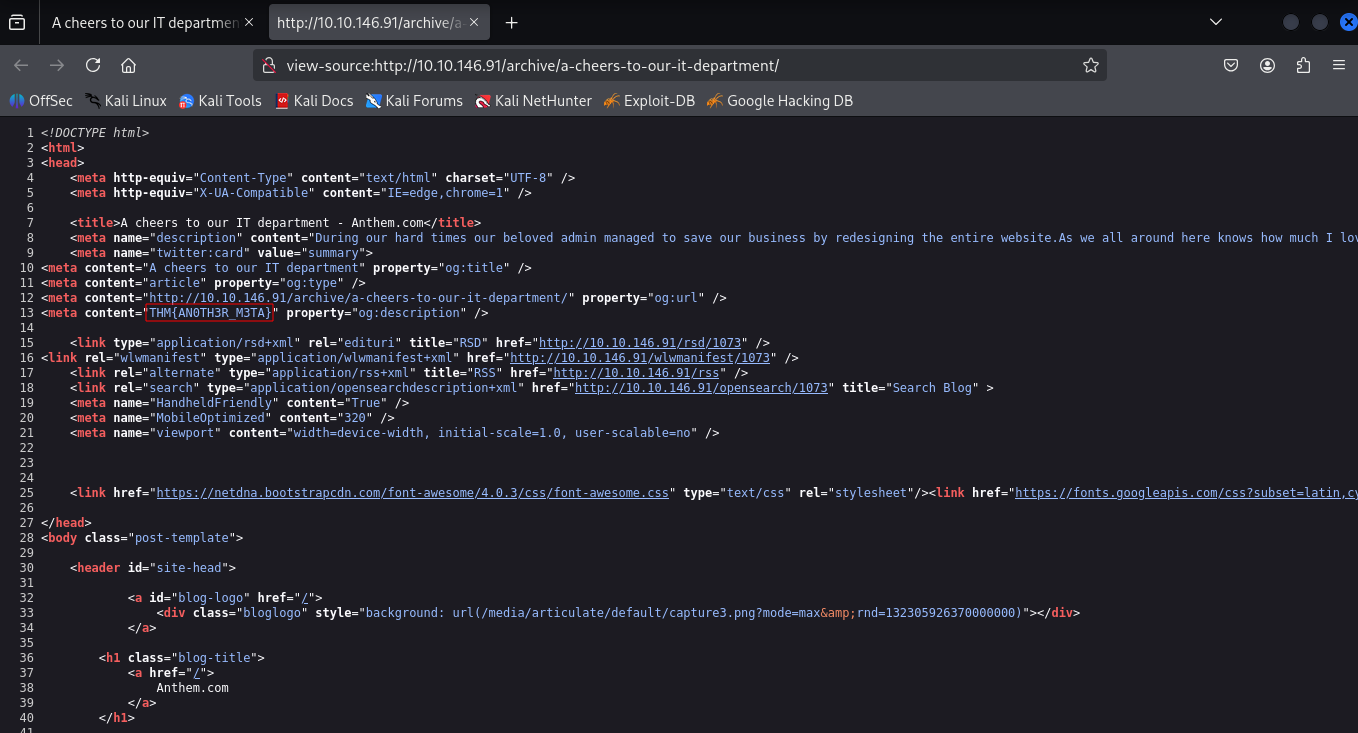 A cheers to our IT departmen
http://10.10.146.91/archive/a-
view-source:http://10.10.146.91/archive/a-cheers-to-our-it-department/
OffSec Kali Linux Kali Tools Kali Docs Kali Forums Kali NetHunter Exploit-DB Google Hacking DB
1 <!DOCTYPE html>
2 <html>
3 <head>
4 <meta http-equiv="Content-Type" content="text/html" charset="UTF-8" />
5 <meta http-equiv="X-UA-Compatible" content="IE=edge,chrome=1" />
6
7 <title>A cheers to our IT department - Anthem.com</title>
8 <meta name="description" content="During our hard times our beloved admin managed to save our business by redesigning the entire website.As we all around here knows how much I lov
9 <meta name="twitter:card" value="summary">
10 <meta content="A cheers to our IT department" property="og:title" />
11 <meta content="article" property="og:type" />
12 <meta content="http://10.10.146.91/archive/a-cheers-to-our-it-department/" property="og:url" />
13 <meta content="THM{AN0TH3R_M3TA}" property="og:description" />
14
15 <link type="application/rsd+xml" rel="edituri" title="RSD" href="http://10.10.146.91/rsd/1073" />
16 <link rel="wlwmanifest" type="application/wlwmanifest+xml" href="http://10.10.146.91/wlwmanifest/1073" />
17 <link rel="alternate" type="application/rss+xml" title="RSS" href="http://10.10.146.91/rss" />
18 <link rel="search" type="application/opensearchdescription+xml" href="http://10.10.146.91/opensearch/1073" title="Search Blog" >
19 <meta name="HandheldFriendly" content="True" />
20 <meta name="MobileOptimized" content="320" />
21 <meta name="viewport" content="width=device-width, initial-scale=1.0, user-scalable=no" />
22
23
24
25 <link href="https://netdna.bootstrapcdn.com/font-awesome/4.0.3/css/font-awesome.css" type="text/css" rel="stylesheet"/><link href="https://fonts.googleapis.com/css?subset=latin,cy
26
27 </head>
28 <body class="post-template">
29
30 <header id="site-head">
31
32 <a id="blog-logo" href="/">
33 <div class="bloglogo" style="background: url(/media/articulate/default/capture3.png?mode=max&amp;rnd=132305926370000000)"></div>
34 </a>
35
36 <h1 class="blog-title">
37 <a href="/">
38 Anthem.com
39 </a>
40 </h1>
41